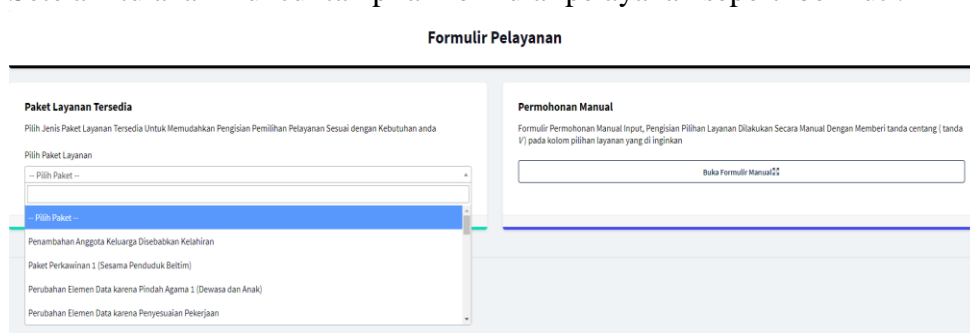 Formulir Pelayanan
Paket Layanan Tersedia
Pilih Jenis Paket Layanan Tersedia Untuk Memudahkan Pengisian Pemilihan Pelayanan Sesuai dengan Kebutuhan anda
Pilih Paket Layanan
-- Pilih Paket --
-- Pilih Paket --
Penambahan Anggota Keluarga Disebabkan Kelahiran
Paket Perkawinan 1 (Sesama Penduduk Beltim)
Perubahan Elemen Data karena Pindah Agama 1 (Dewasa dan Anak)
Perubahan Elemen Data karena Penyesuaian Pekerjaan
Permohonan Manual
Formulir Permohonan Manual Input, Pengisian Pilihan Layanan Dilakukan Secara Manual Dengan Memberi tanda centang ( tanda
V) pada kolom pilihan layanan yang di inginkan
Buka Formulir Manual